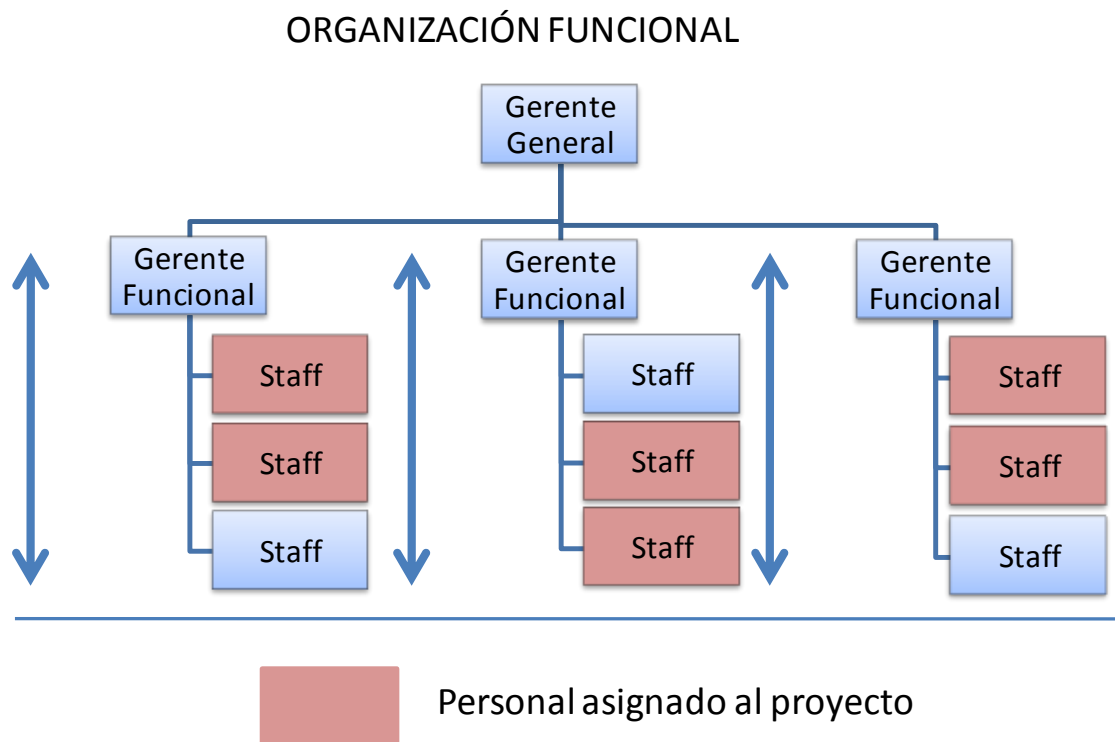 ORGANIZACIÓN FUNCIONAL
Gerente
General
Gerente
Funcional
Gerente
Funcional
Gerente
Funcional
Staff
Staff
Staff
Staff
Staff
Staff
Staff
Staff
Staff
Personal asignado al proyecto